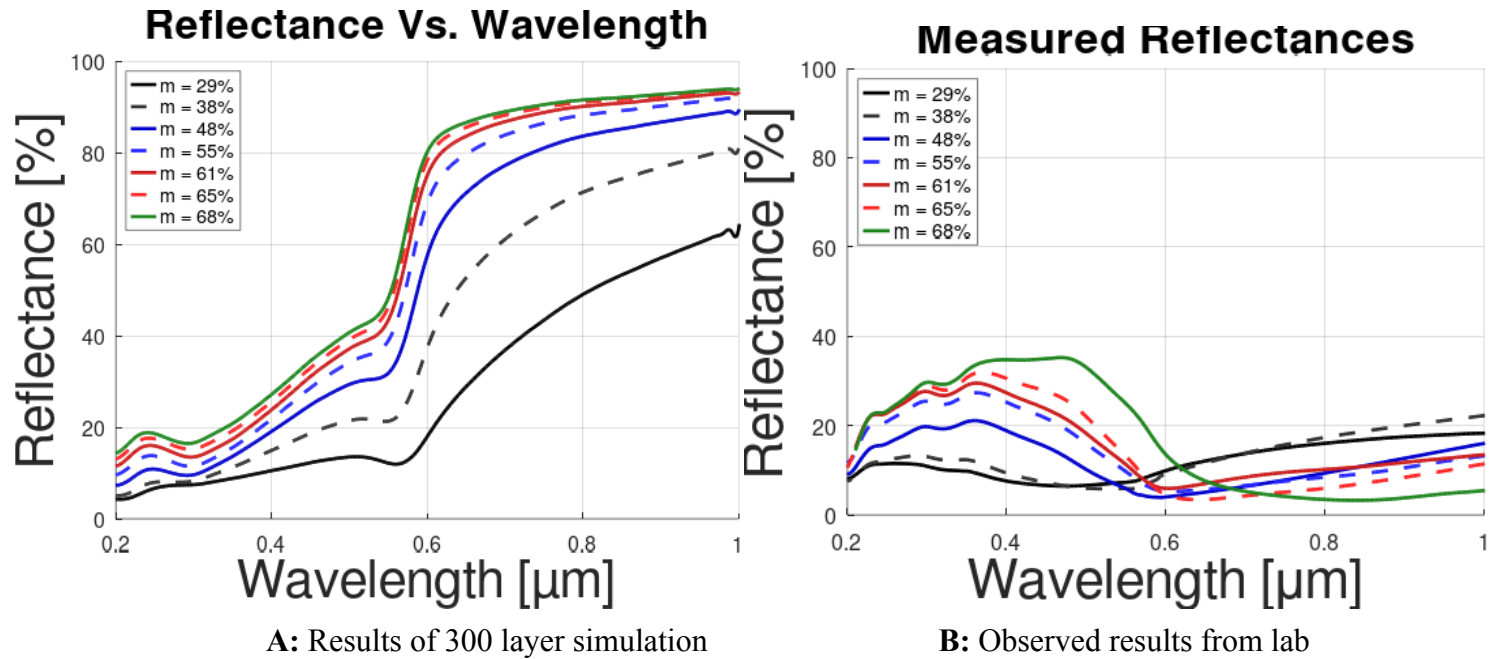 Reflectance Vs. Wavelength
Reflectance [%]
100
80
60
40
20
0
m = 29%
m = 38%
m = 48%
m = 55%
m = 61%
m = 65%
m = 68%
0.2
0.4
0.6
0.8
1
Wavelength [µm]
A: Results of 300 layer simulation
Measured Reflectances
Reflectance [%]
100
80
60
40
20
0
m = 29%
m = 38%
m = 48%
m = 55%
m = 61%
m = 65%
m = 68%
0.2
0.4
0.6
0.8
1
Wavelength [µm]
B: Observed results from lab